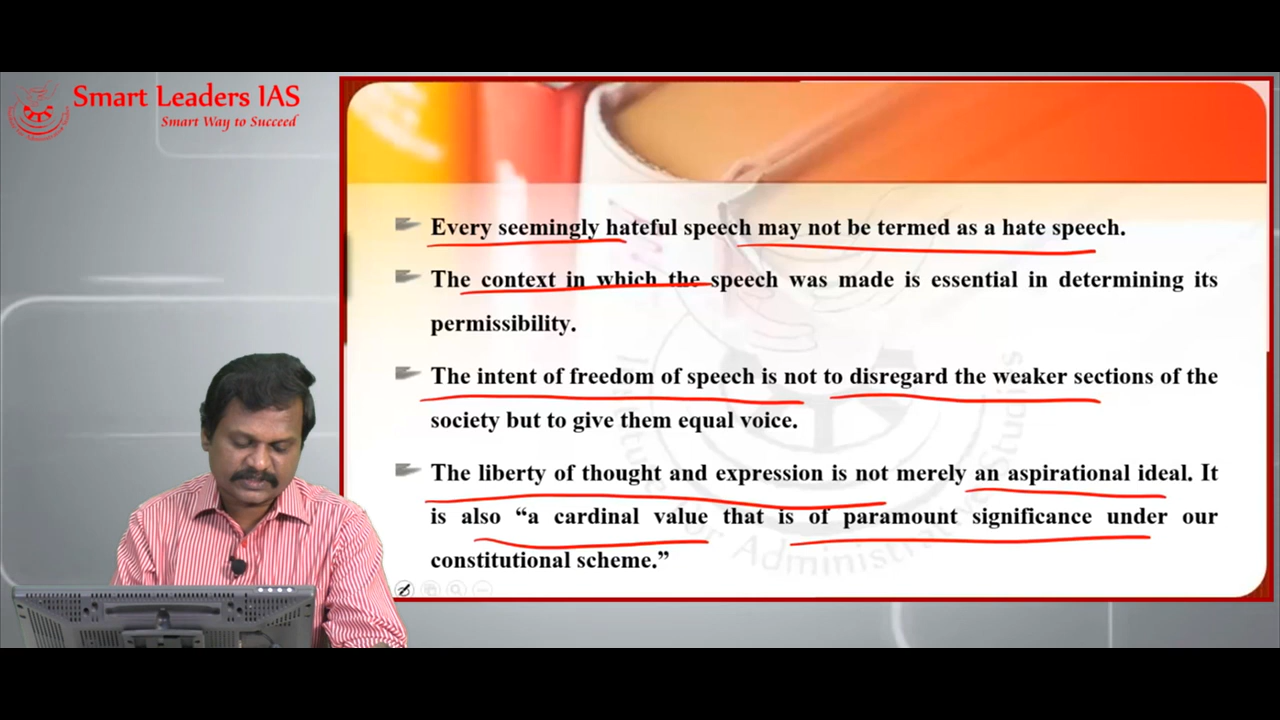 Smart Leaders IAS
Smart Way to Succeed
Every seemingly hateful speech may not be termed as a hate speech.
The context in which the speech was made is essential in determining its
permissibility.
The intent of freedom of speech is not to disregard the weaker sections of the
society but to give them equal voice.
The liberty of thought and expression is not merely an aspirational ideal. It
is also “a cardinal value that is of paramount significance under our
constitutional scheme.”